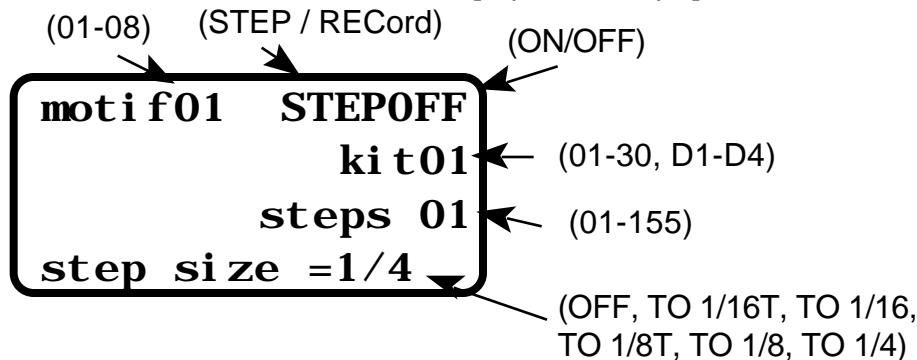 (01-08) (STEP / RECord)
(ON/OFF)
motif01 STEPOFF
kit01 (01-30, D1-D4)
steps 01 (01-155)
step size =1/4
(OFF, TO 1/16T, TO 1/16,
TO 1/8T, TO 1/8, TO 1/4)